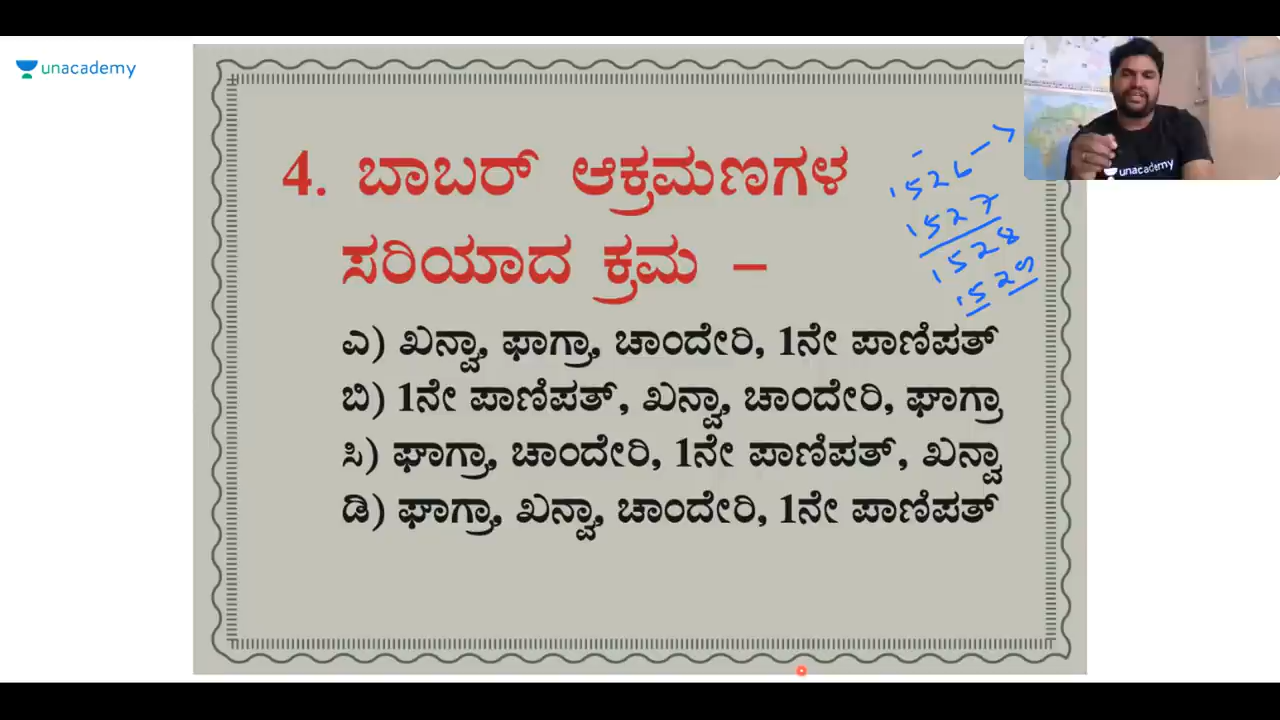 unacademy
4. ಬಾಬರ್ ಆಕ್ರಮಣಗಳ
ಸರಿಯಾದ ಕ್ರಮ –
1526 →
1527
1528
1529
ಎ) ಖನ್ವಾ, ಘಾಗ್ರಾ, ಚಾಂದೇರಿ, 1ನೇ ಪಾಣಿಪತ್
ಬಿ) 1ನೇ ಪಾಣಿಪತ್, ಖನ್ವಾ, ಚಾಂದೇರಿ, ಘಾಗ್ರಾ
ಸಿ) ಘಾಗ್ರಾ, ಚಾಂದೇರಿ, 1ನೇ ಪಾಣಿಪತ್, ಖನ್ವಾ
ಡಿ) ಘಾಗ್ರಾ, ಖನ್ವಾ, ಚಾಂದೇರಿ, 1ನೇ ಪಾಣಿಪತ್
unacademy